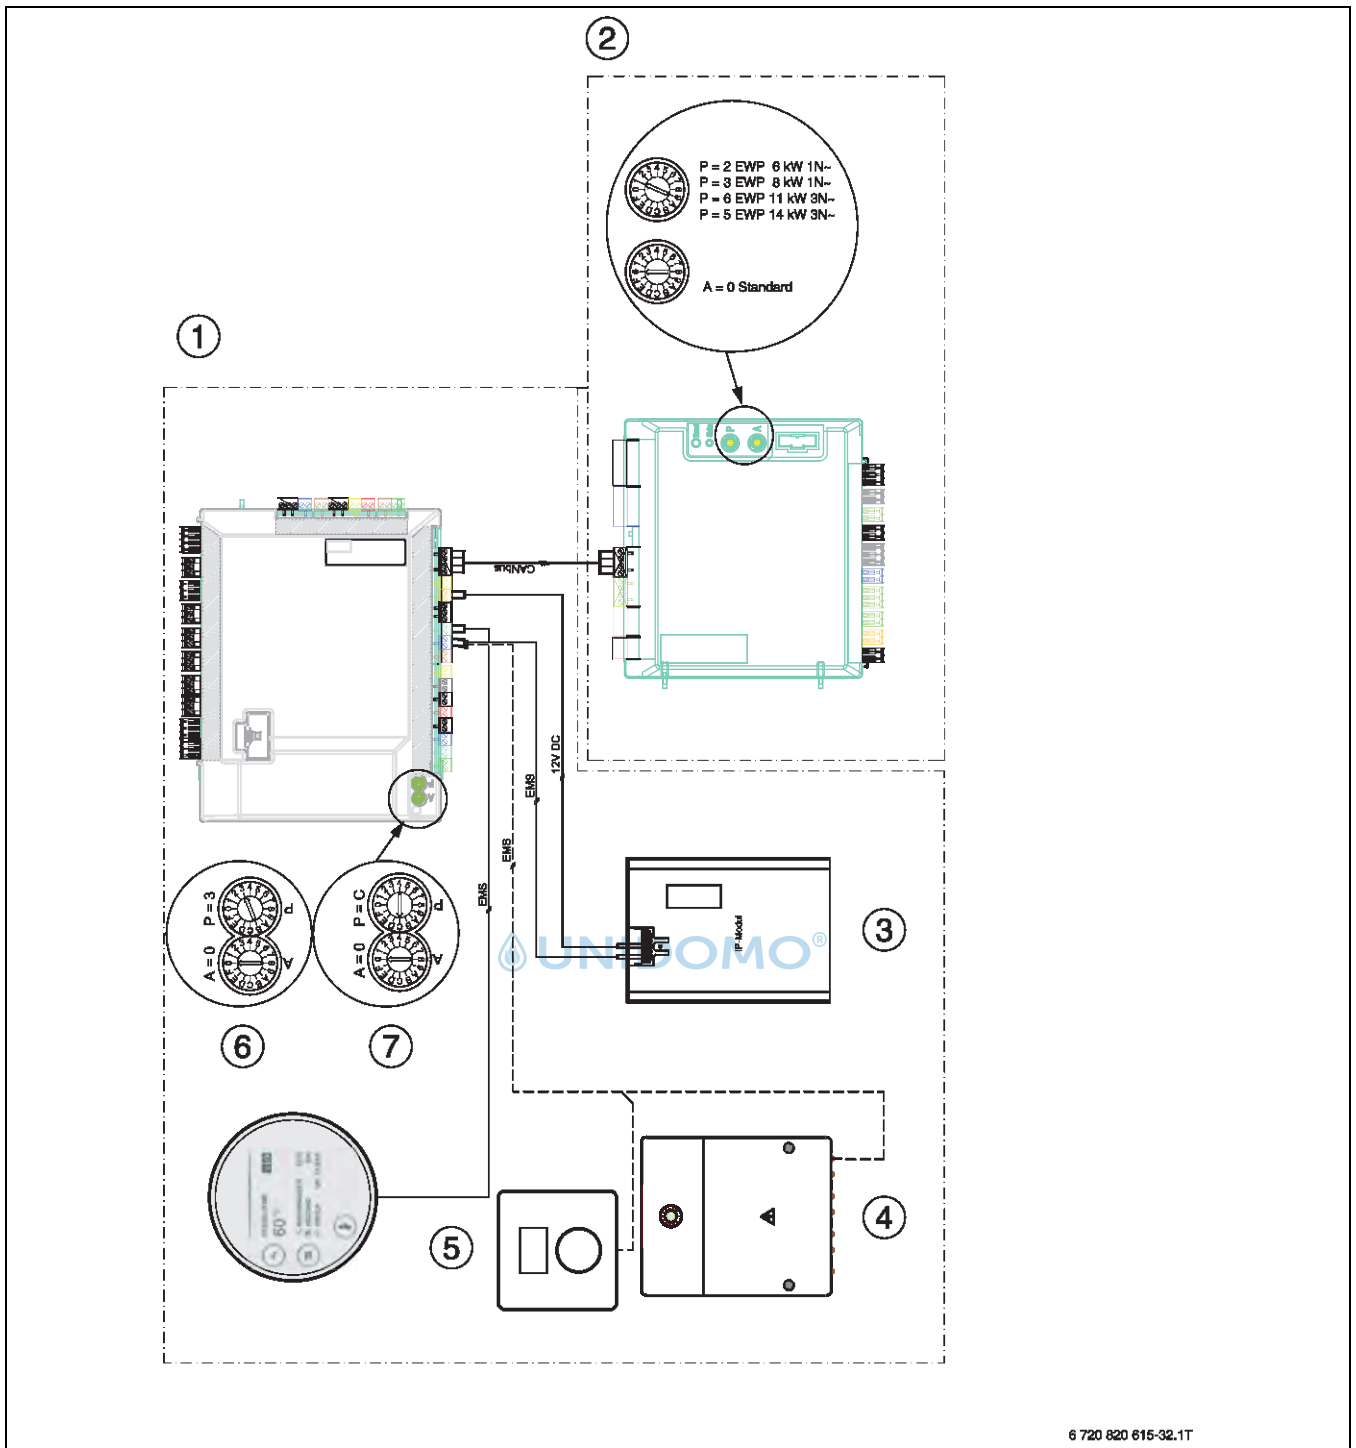 2
P = 2 EWP 6 kW 1N~
P = 3 EWP 8 kW 1N~
P = 6 EWP 11 kW 3N~
P = 5 EWP 14 kW 3N~
A = 0 Standard
1
P A
CANbus
12V DC
EMS
EMS
EMS
P
A
A = 0 P = 3
A P
A = 0 P = C
A P
6
7
IP-Modul
3
UNIDOMO®
60
5
4
6 720 820 615-32.1T